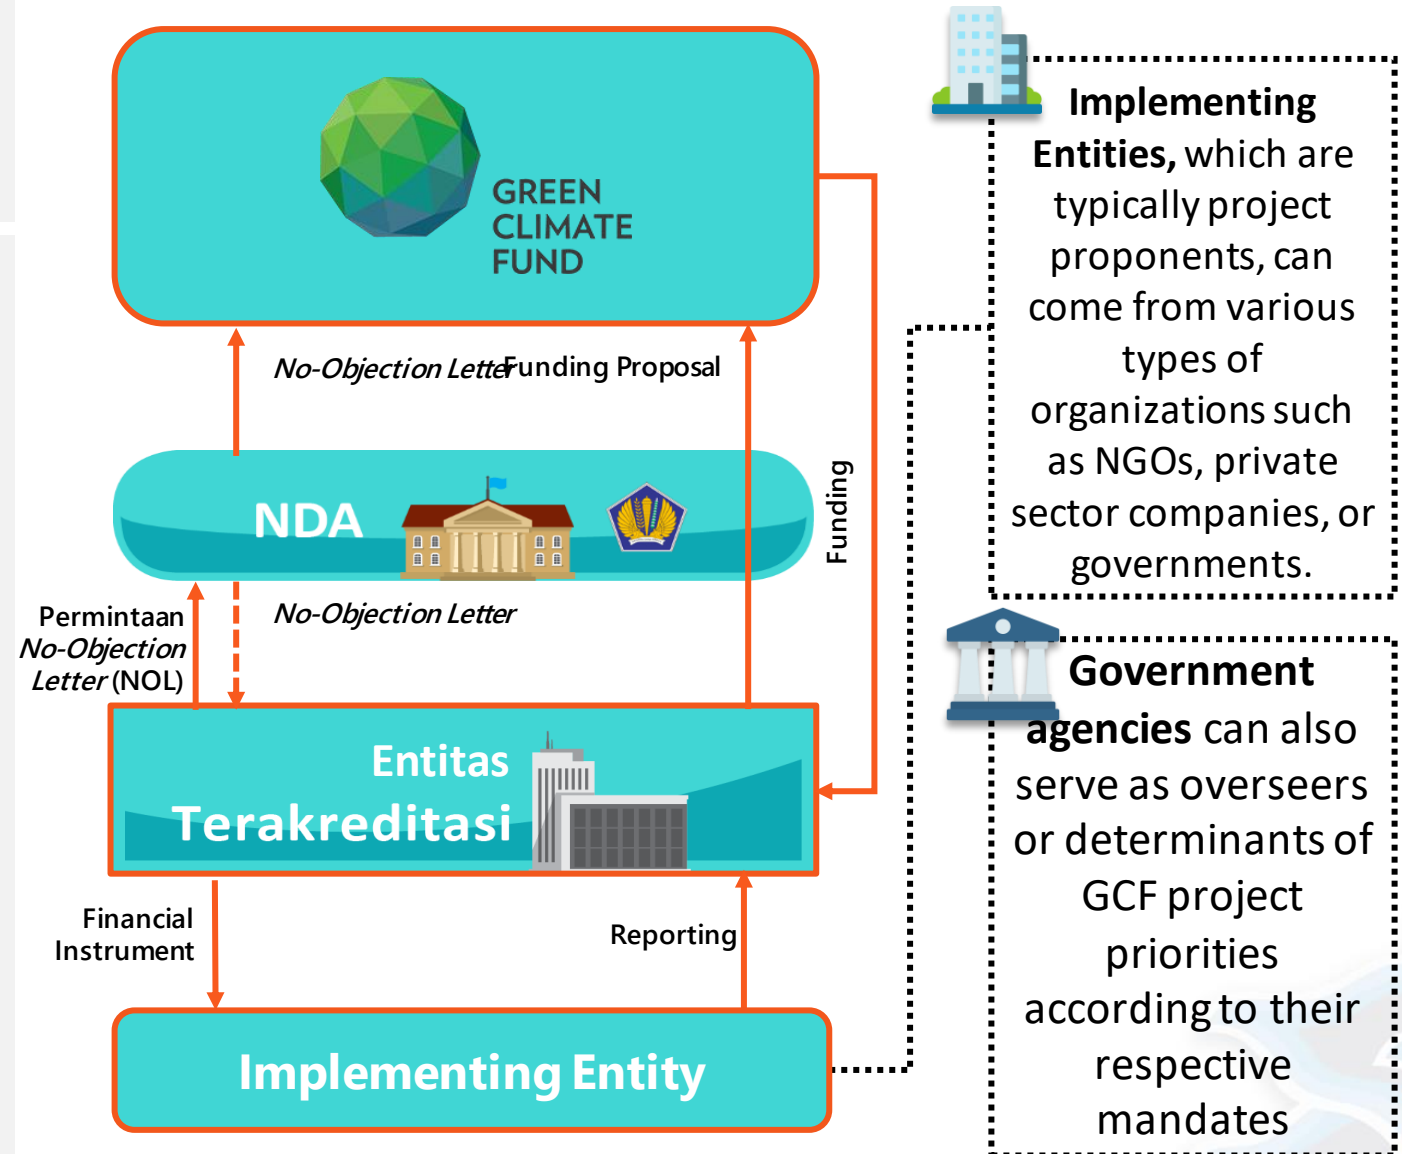 GREEN
CLIMATE
FUND
No-Objection Letter
Funding Proposal
Funding
NDA
Permintaan
No-Objection
Letter (NOL)
No-Objection Letter
Entitas
Terakreditasi
Financial
Instrument
Reporting
Implementing Entity
Implementing
Entities, which are
typically project
proponents, can
come from various
types of
organizations such
as NGOs, private
sector companies, or
governments.
Government
agencies can also
serve as overseers
or determinants of
GCF project
priorities
according to their
respective
mandates